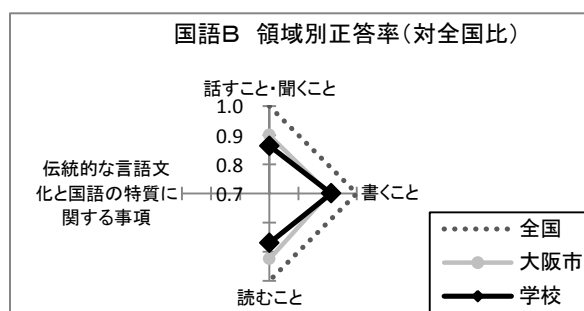 国語B 領域別正答率(対全国比)
話すこと・聞くこと
1.0
0.9
0.8
0.7
伝統的な言語文
化と国語の特質に
関する事項
書くこと
読むこと
全国
大阪市
学校